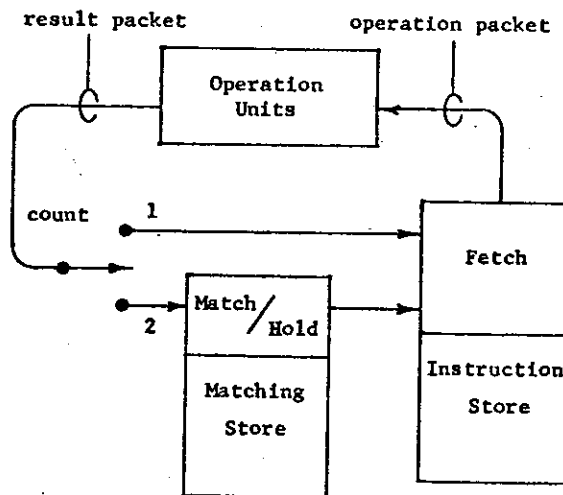 result packet
operation packet
Operation
Units
count
1
Fetch
2
Match/Hold
Matching
Store
Instruction
Store